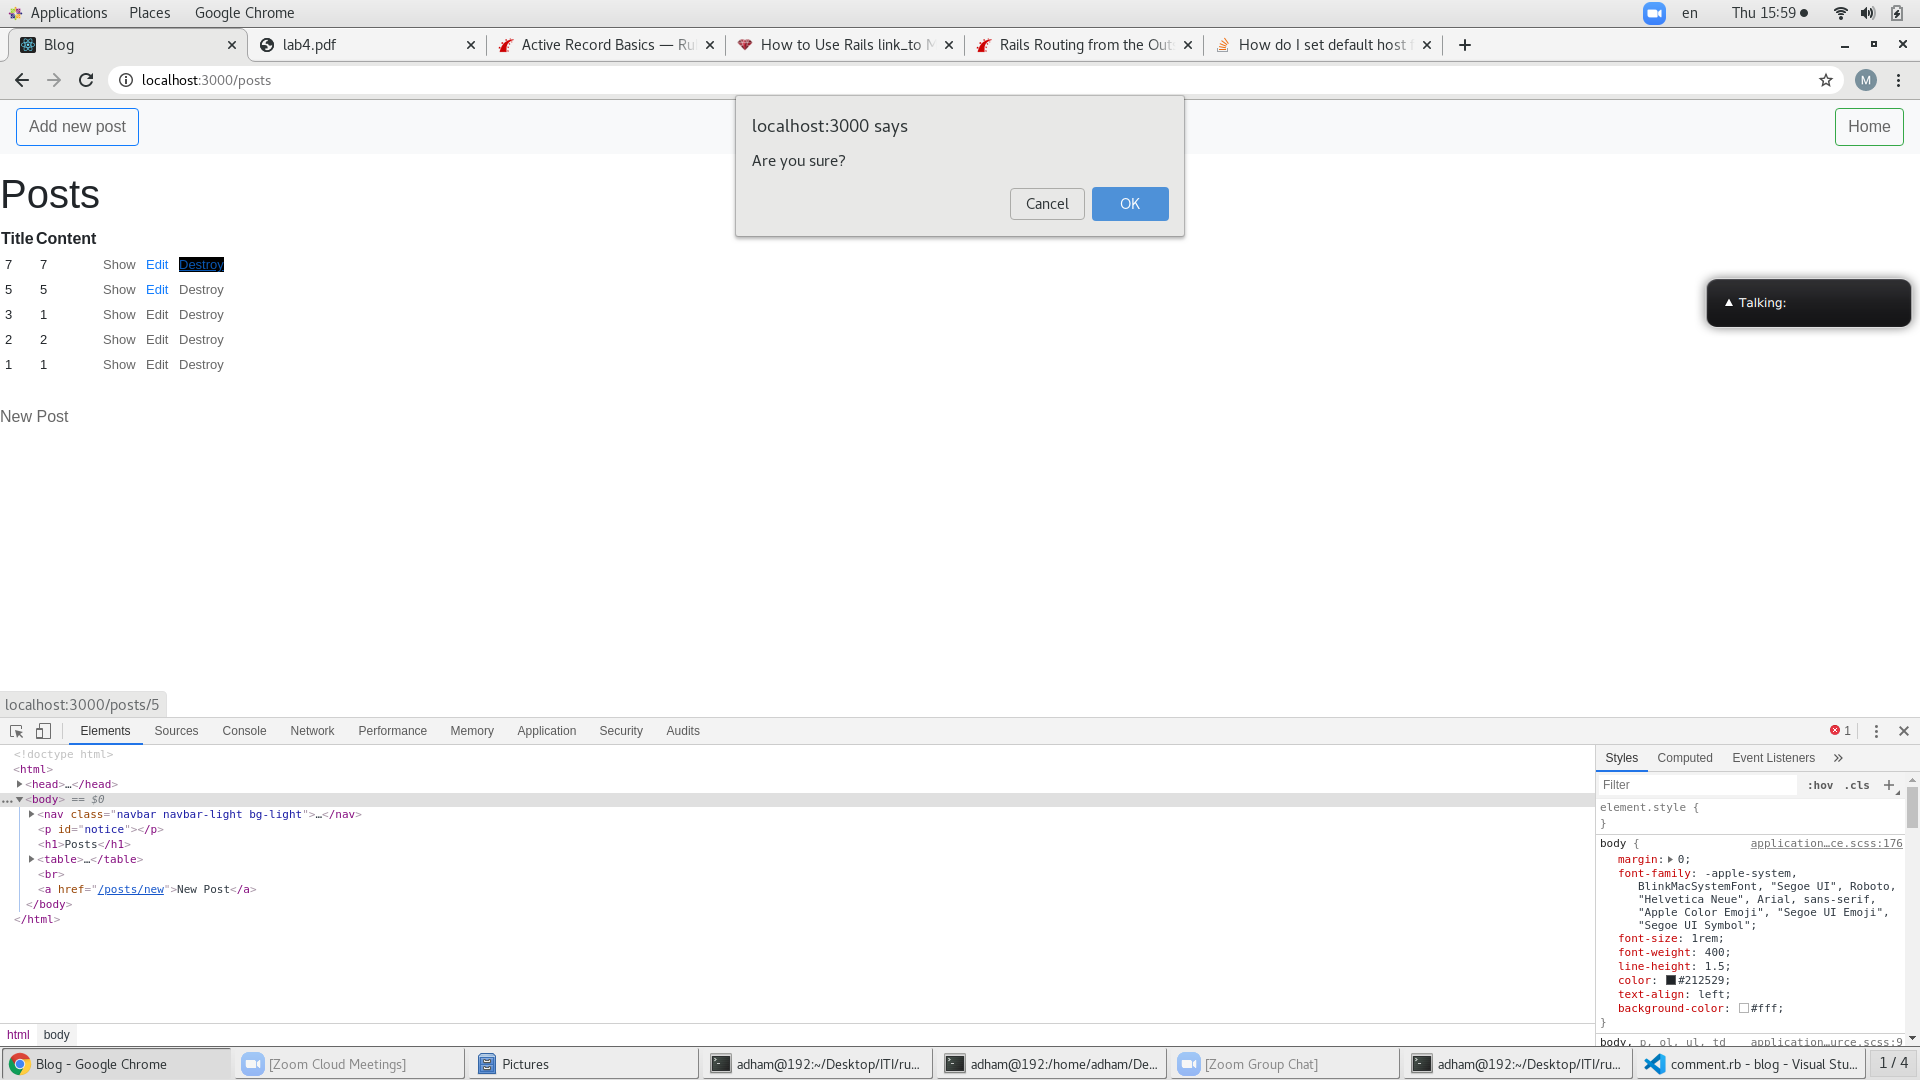 Applications Places Google Chrome en Thu 15:59
Blog lab4.pdf Active Record Basics — Ru How to Use Rails link_to M Rails Routing from the Out How do I set default host
localhost:3000/posts M
Add new post Home
localhost:3000 says
Are you sure?
Cancel OK
Posts
Title Content
7 7 Show Edit Destroy
5 5 Show Edit Destroy
3 1 Show Edit Destroy
2 2 Show Edit Destroy
1 1 Show Edit Destroy
Talking:
New Post
localhost:3000/posts/5
Elements Sources Console Network Performance Memory Application Security Audits 1
<!doctype html>
<html>
<head>…</head>
<body> == $0
<nav class="navbar navbar-light bg-light">…</nav>
<p id="notice"></p>
<h1>Posts</h1>
<table>…</table>
<br>
<a href="/posts/new">New Post</a>
</body>
</html>
html body
Styles Computed Event Listeners
Filter :hov .cls
element.style {
}
body { application…ce.scss:176
margin: 0;
font-family: -apple-system,
BlinkMacSystemFont, "Segoe UI", Roboto,
"Helvetica Neue", Arial, sans-serif,
"Apple Color Emoji", "Segoe UI Emoji",
"Segoe UI Symbol";
font-size: 1rem;
font-weight: 400;
line-height: 1.5;
color: #212529;
text-align: left;
background-color: #fff;
}
body, p, ol, ul, td application…urce.scss:9
Blog - Google Chrome [Zoom Cloud Meetings] Pictures adham@192:~/Desktop/ITI/ru... adham@192:/home/adham/De... [Zoom Group Chat] adham@192:~/Desktop/ITI/ru... comment.rb - blog - Visual Stu... 1 / 4